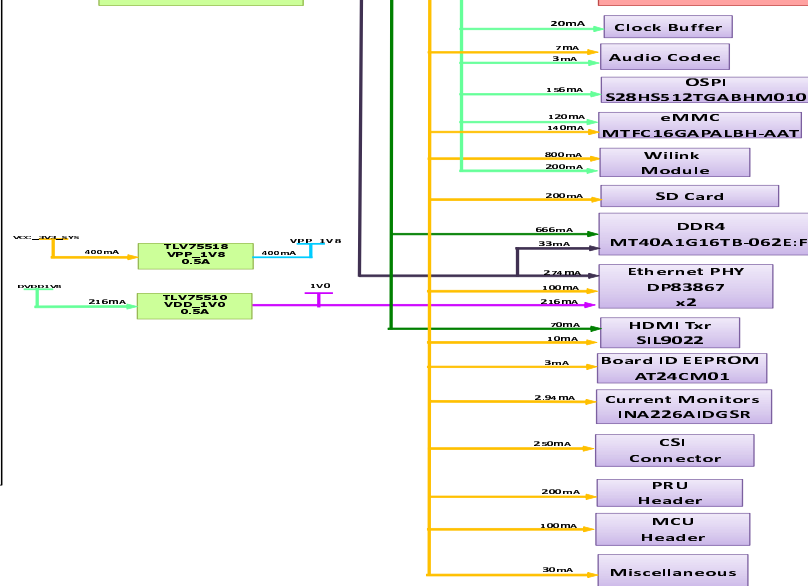 20mA
Clock Buffer
7mA
3mA
Audio Codec
156mA
OSPI
S28HS512TGABHM010
120mA
140mA
eMMC
MTFC16GAPALBH-AAT
800mA
200mA
Wilink
Module
200mA
SD Card
666mA
33mA
DDR4
MT40A1G16TB-062E:F
VCC_3V3_SYS
400mA
TLV75518
VPP_1V8
0.5A
400mA
VPP_1V8
274mA
100mA
216mA
Ethernet PHY
DP83867
x2
DVDD1V8
216mA
TLV75510
VDD_1V0
0.5A
1V0
70mA
10mA
HDMI Txr
SIL9022
3mA
Board ID EEPROM
AT24CM01
2.94mA
Current Monitors
INA226AIDGSR
250mA
CSI
Connector
200mA
PRU
Header
100mA
MCU
Header
30mA
Miscellaneous